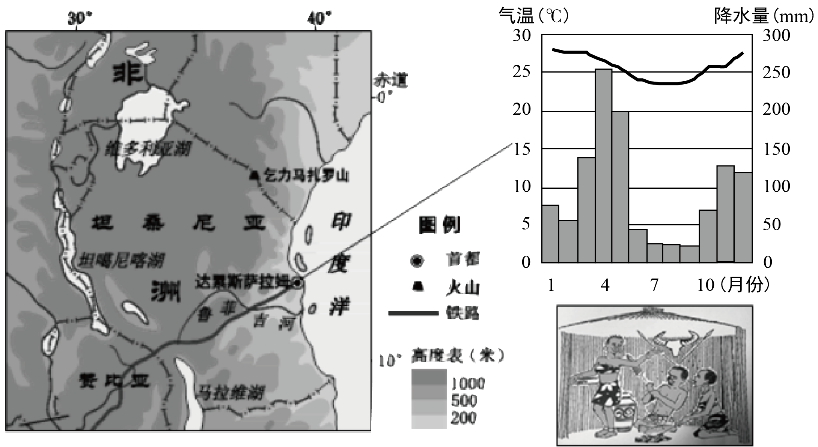 30°
40°
非
赤道
0°
维多利亚湖
乞力马扎罗山
坦桑尼亚
印度洋
坦噶尼喀湖
达累斯萨拉姆
洲
鲁菲吉河
赞比亚
10°
马拉维湖
图例
首都
火山
铁路
高度表(米)
1000
500
200
气温(℃)
降水量(mm)
30
300
25
250
20
200
15
150
10
100
5
50
0
0
1
4
7
10(月份)